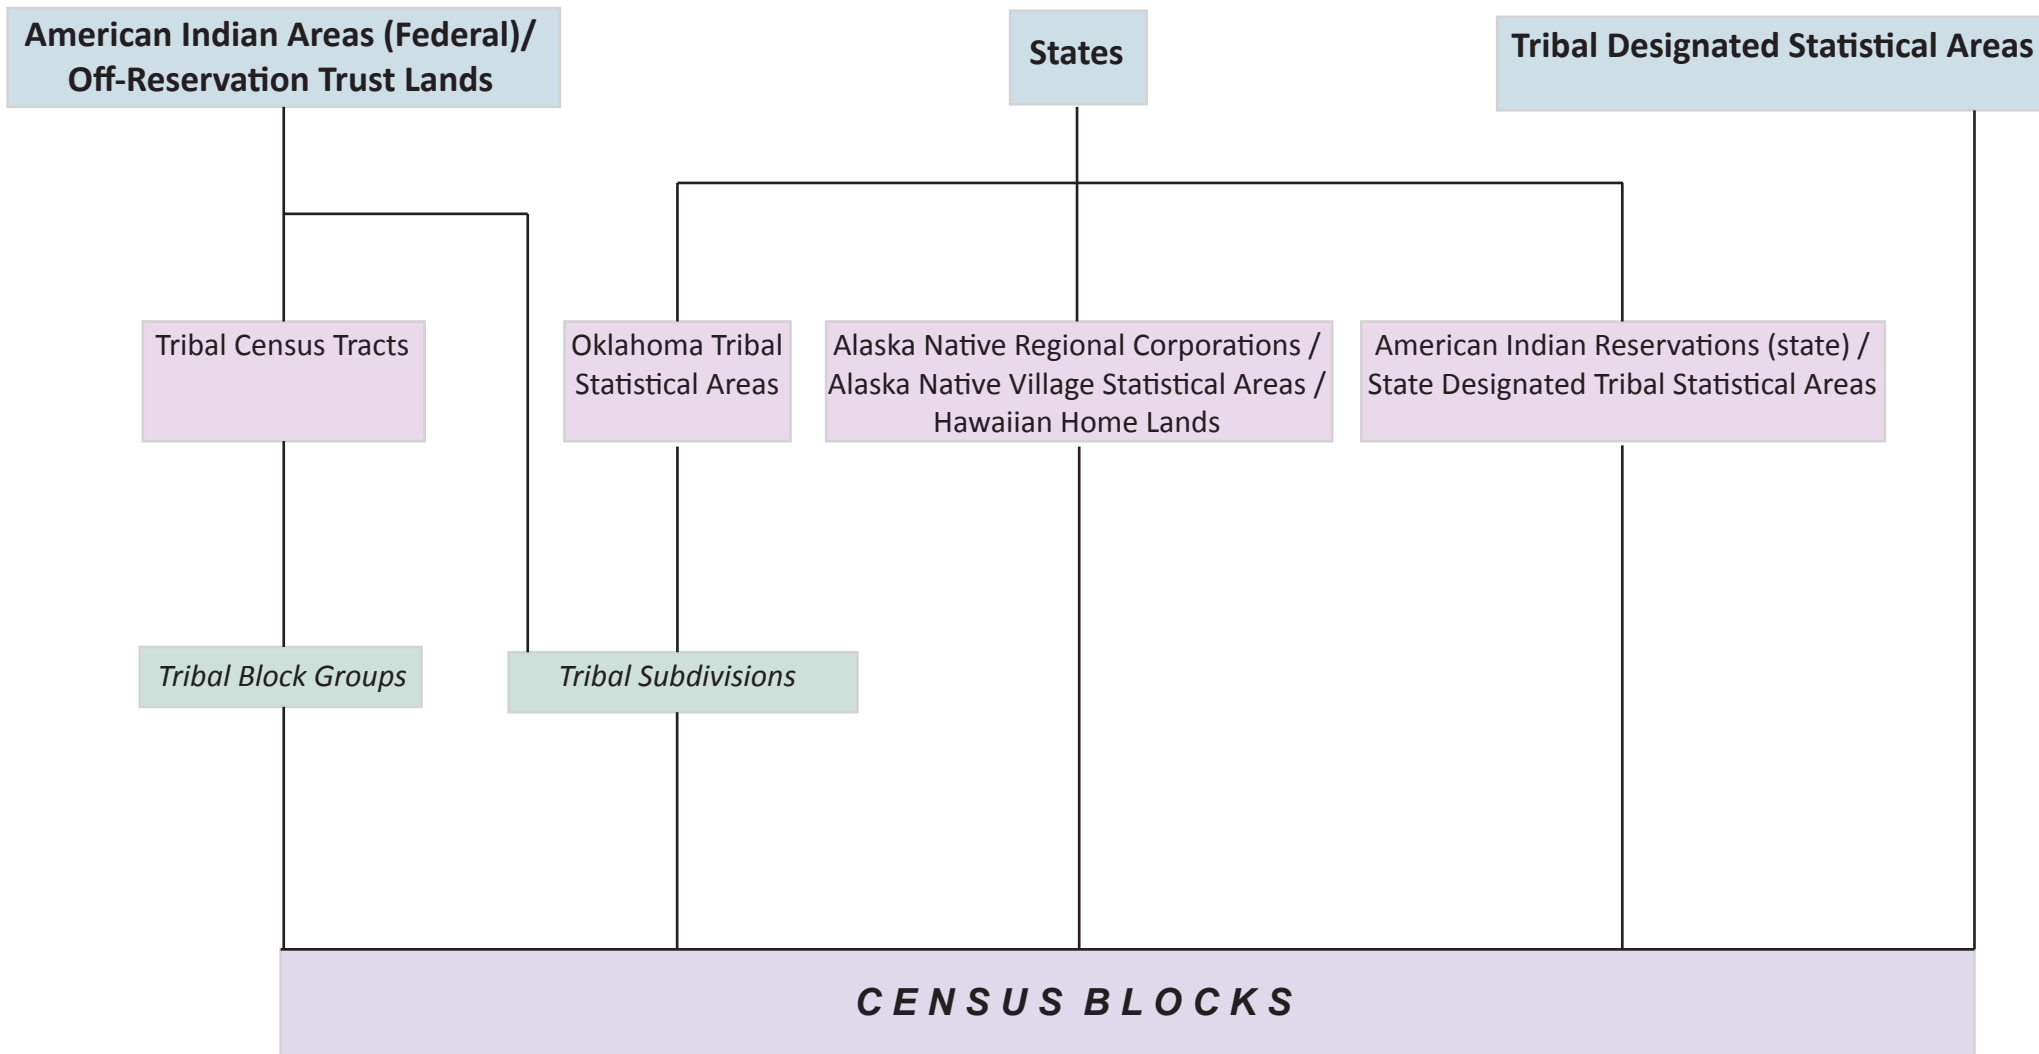 American Indian Areas (Federal)/
Off-Reservation Trust Lands
States
Tribal Designated Statistical Areas
Tribal Census Tracts
Oklahoma Tribal
Statistical Areas
Alaska Native Regional Corporations /
Alaska Native Village Statistical Areas /
Hawaiian Home Lands
American Indian Reservations (state) /
State Designated Tribal Statistical Areas
Tribal Block Groups
Tribal Subdivisions
CENSUS BLOCKS